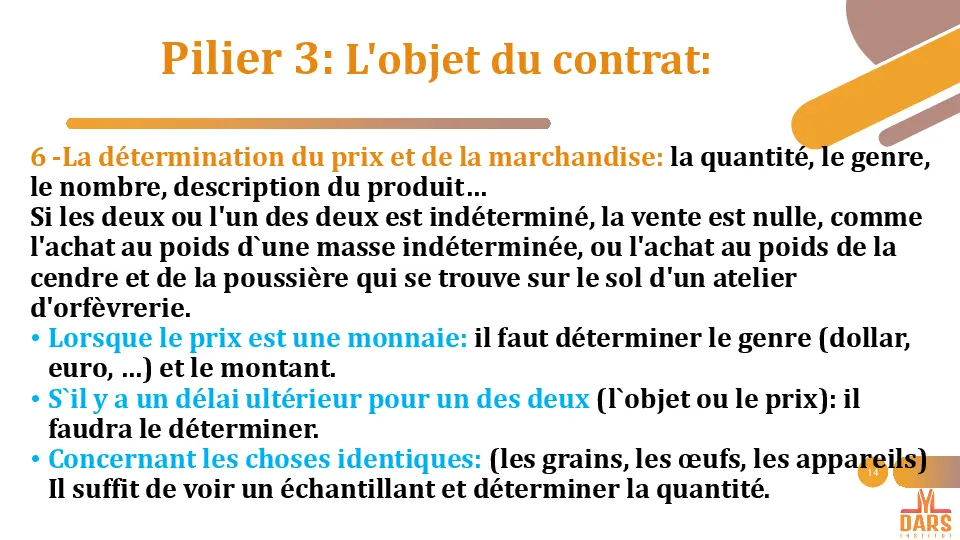 Pilier 3: L'objet du contrat:
6 -La détermination du prix et de la marchandise: la quantité, le genre,
le nombre, description du produit…
Si les deux ou l'un des deux est indéterminé, la vente est nulle, comme
l'achat au poids d`une masse indéterminée, ou l'achat au poids de la
cendre et de la poussière qui se trouve sur le sol d'un atelier
d'orfèvrerie.
• Lorsque le prix est une monnaie: il faut déterminer le genre (dollar,
euro, …) et le montant.
• S`il y a un délai ultérieur pour un des deux (l`objet ou le prix): il
faudra le déterminer.
• Concernant les choses identiques: (les grains, les œufs, les appareils)
Il suffit de voir un échantillant et déterminer la quantité.
14
DARS
INSTITUT